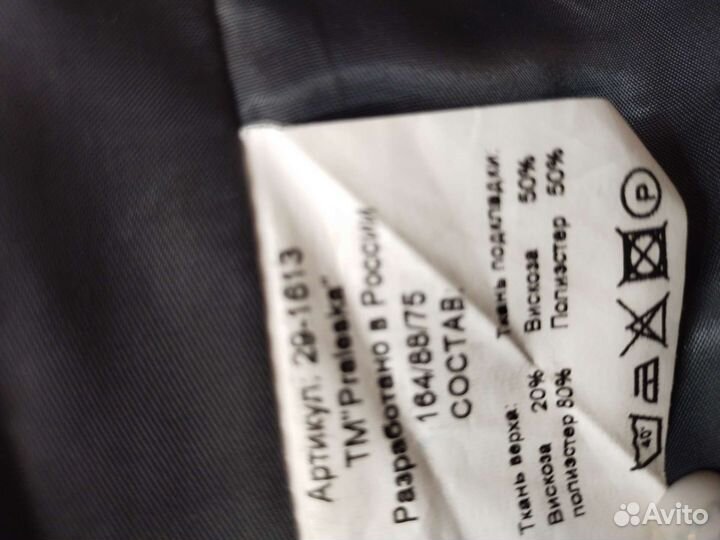 Артикул: 29-1613
ТМ"Praleska"
Разработано в России
164/88/75
СОСТАВ.
Ткань верха:
Вискоза 20%
полиэстер 80%
Ткань подкладки:
Вискоза 50%
Полиэстер 50%
40°
P
Avito